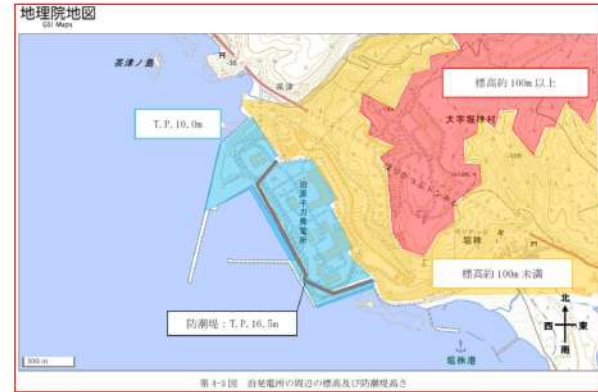 地理院地図
GSI Maps
茶津ノ島
茶津
標高約100m以上
T.P.10.0m
大字堀株村
泊原子力発電所
堀株
標高約100m未満
防潮堤：T.P.16.5m
北
西
東
南
堀株港
300 m
第4-3図 泊発電所の周辺の標高及び防潮堤高さ